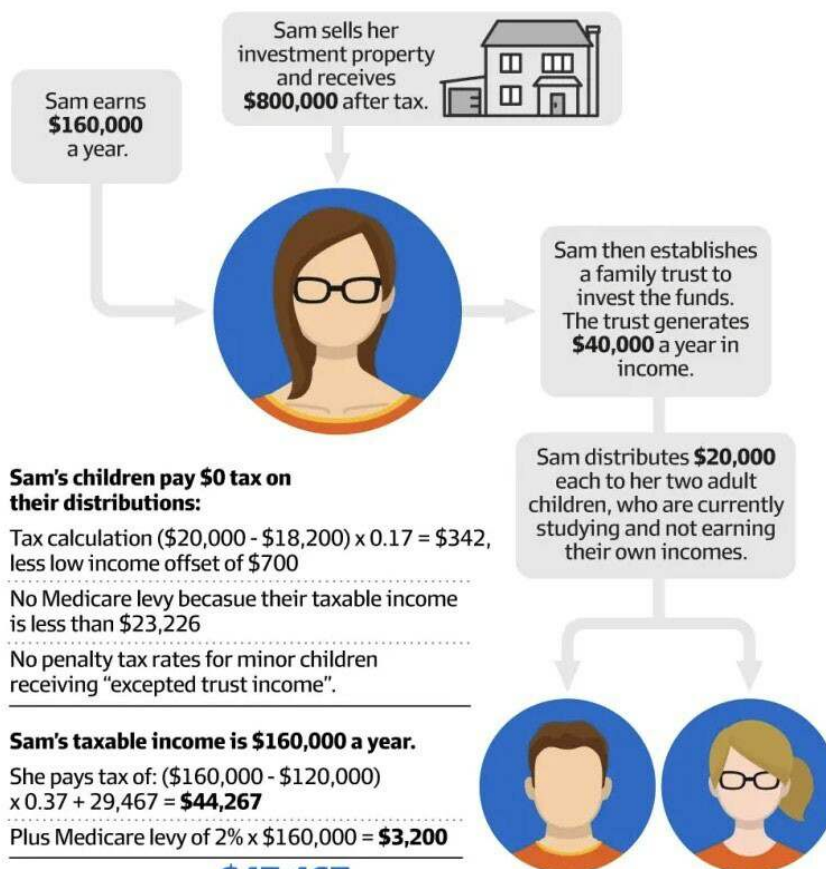 Sam sells her
investment property
and receives
$800,000 after tax.
Sam earns
$160,000
a year.
Sam then establishes
a family trust to
invest the funds.
The trust generates
$40,000 a year in
income.
Sam distributes $20,000
each to her two adult
children, who are currently
studying and not earning
their own incomes.
Sam's children pay $0 tax on
their distributions:
Tax calculation ($20,000 - $18,200) x 0.17 = $342,
less low income offset of $700
No Medicare levy becasue their taxable income
is less than $23,226
No penalty tax rates for minor children
receiving “excepted trust income”.
Sam's taxable income is $160,000 a year.
She pays tax of: ($160,000 - $120,000)
x 0.37 + 29,467 = $44,267
Plus Medicare levy of 2% x $160,000 = $3,200